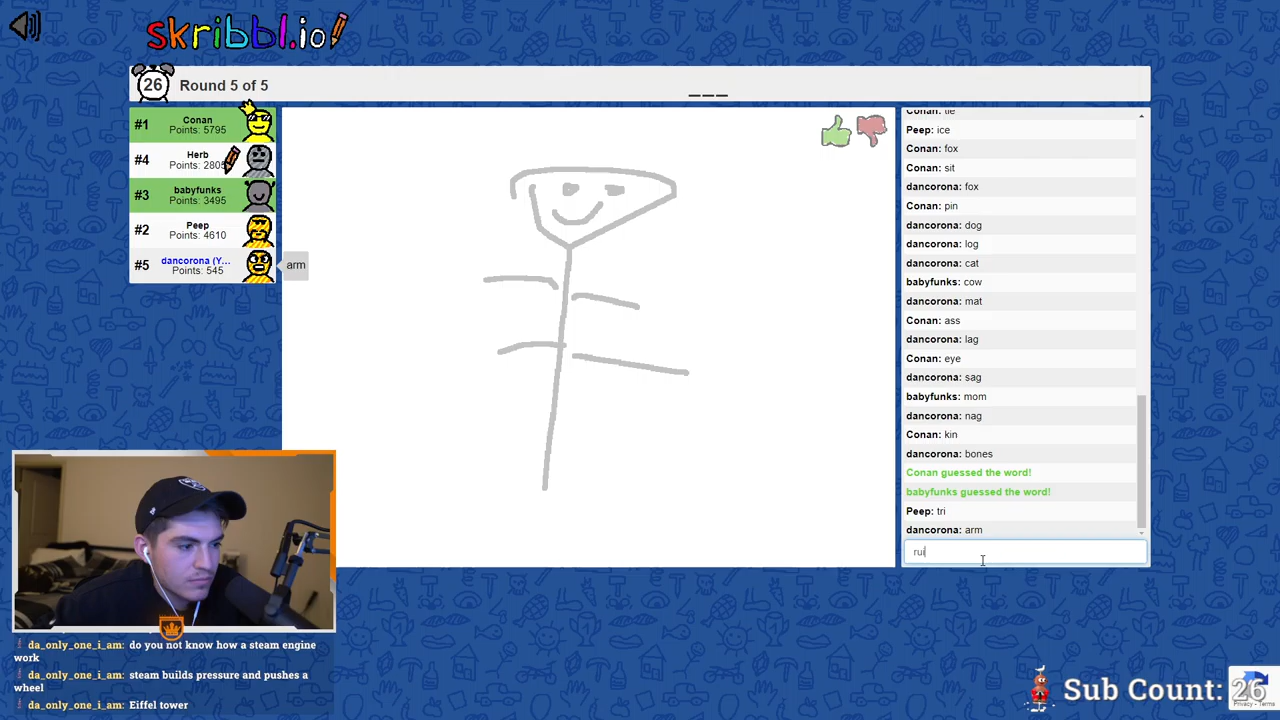 skribbl.io
26
Round 5 of 5
___
#1 Conan
Points: 5795
#4 Herb
Points: 2805
#3 babyfunks
Points: 3495
#2 Peep
Points: 4610
#5 dancorona (Y...
Points: 545
arm
Peep: ice
Conan: fox
Conan: sit
dancorona: fox
Conan: pin
dancorona: dog
dancorona: log
dancorona: cat
babyfunks: cow
dancorona: mat
Conan: ass
dancorona: lag
Conan: eye
dancorona: sag
babyfunks: mom
dancorona: nag
Conan: kin
dancorona: bones
Conan guessed the word!
babyfunks guessed the word!
Peep: tri
dancorona: arm
rui
da_only_one_i_am: do you not know how a steam engine
work
da_only_one_i_am: steam builds pressure and pushes a
wheel
da_only_one_i_am: Eiffel tower
Sub Count: 26
Privacy - Terms